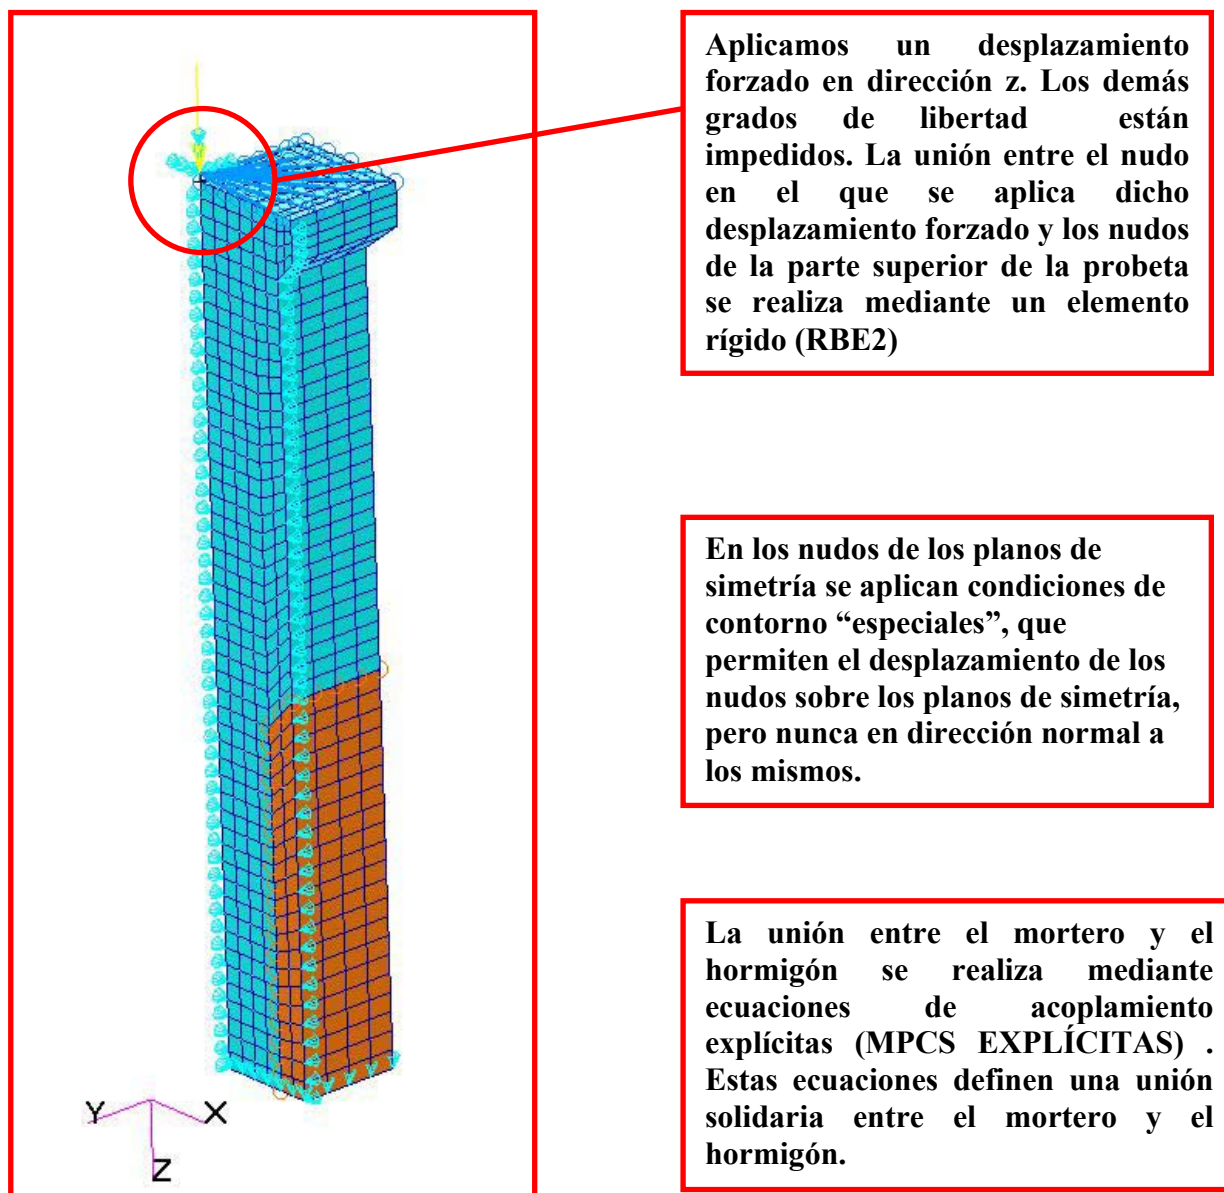 Aplicamos un desplazamiento
forzado en dirección z. Los demás
grados de libertad están
impedidos. La unión entre el nudo
en el que se aplica dicho
desplazamiento forzado y los nudos
de la parte superior de la probeta
se realiza mediante un elemento
rígido (RBE2)
En los nudos de los planos de
simetría se aplican condiciones de
contorno “especiales”, que
permiten el desplazamiento de los
nudos sobre los planos de simetría,
pero nunca en dirección normal a
los mismos.
La unión entre el mortero y el
hormigón se realiza mediante
ecuaciones de acoplamiento
explícitas (MPCS EXPLÍCITAS) .
Estas ecuaciones definen una unión
solidaria entre el mortero y el
hormigón.
Y X
Z